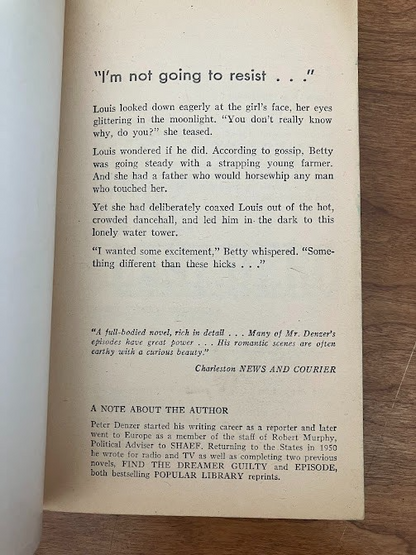 "I'm not going to resist . . ."
Louis looked down eagerly at the girl's face, her eyes
glittering in the moonlight. "You don't really know
why, do you?" she teased.
Louis wondered if he did. According to gossip, Betty
was going steady with a strapping young farmer.
And she had a father who would horsewhip any man
who touched her.
Yet she had deliberately coaxed Louis out of the hot,
crowded dancehall, and led him in the dark to this
lonely water tower.
"I wanted some excitement," Betty whispered. "Some-
thing different than these hicks . . ."
"A full-bodied novel, rich in detail . . . Many of Mr. Denzer's
episodes have great power . . . His romantic scenes are often
earthy with a curious beauty."
Charleston NEWS AND COURIER
A NOTE ABOUT THE AUTHOR
Peter Denzer started his writing career as a reporter and later
went to Europe as a member of the staff of Robert Murphy,
Political Adviser to SHAEF. Returning to the States in 1950
he wrote for radio and TV as well as completing two previous
novels, FIND THE DREAMER GUILTY and EPISODE,
both bestselling POPULAR LIBRARY reprints.